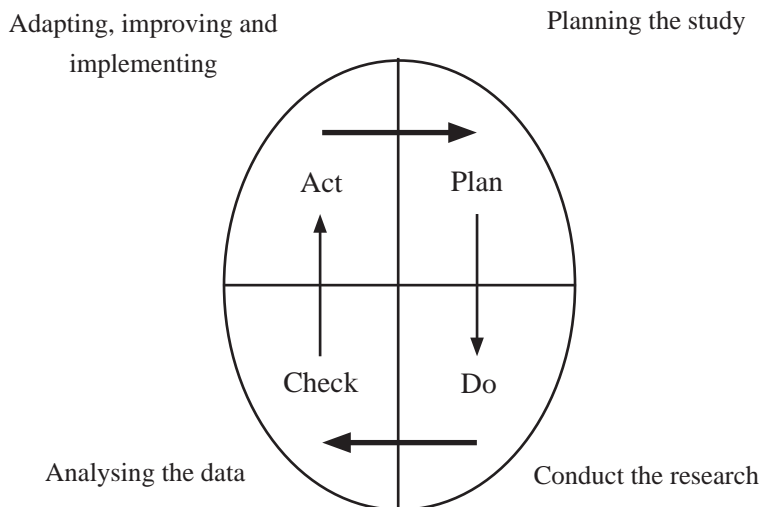 Adapting, improving and
implementing
Planning the study
Act
Plan
Check
Do
Analysing the data
Conduct the research